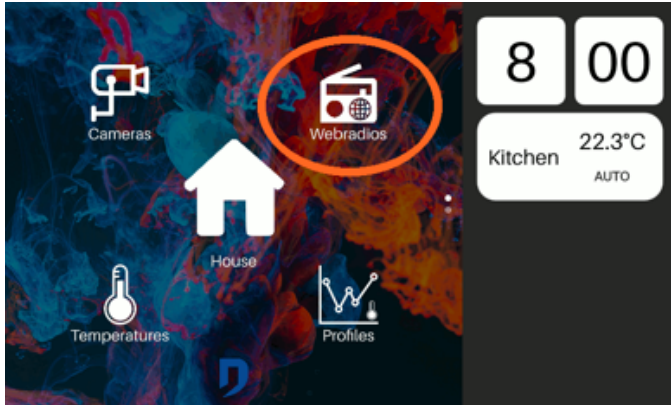 Cameras
Webradios
House
Temperatures
Profiles
8 00
Kitchen 22.3°C
AUTO